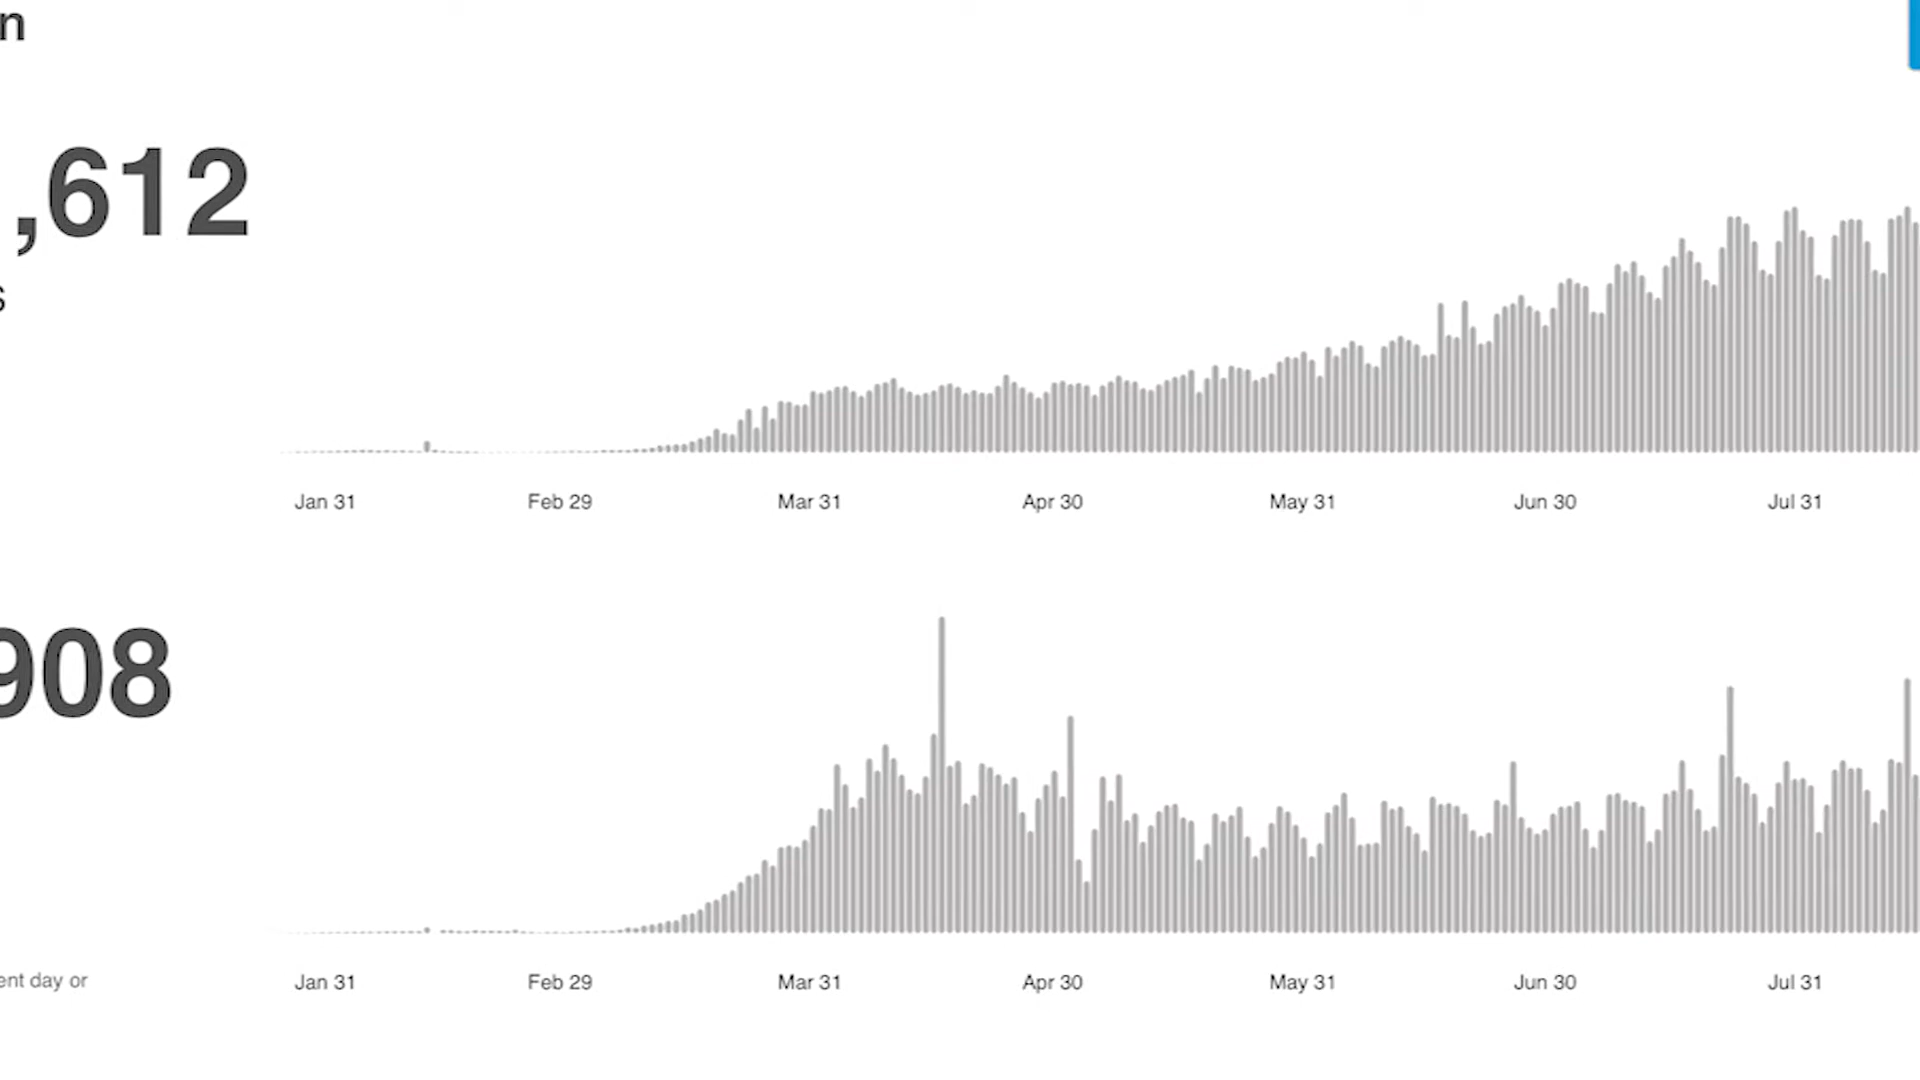 n
,612
s
Jan 31 Feb 29 Mar 31 Apr 30 May 31 Jun 30 Jul 31
908
ent day or
Jan 31 Feb 29 Mar 31 Apr 30 May 31 Jun 30 Jul 31